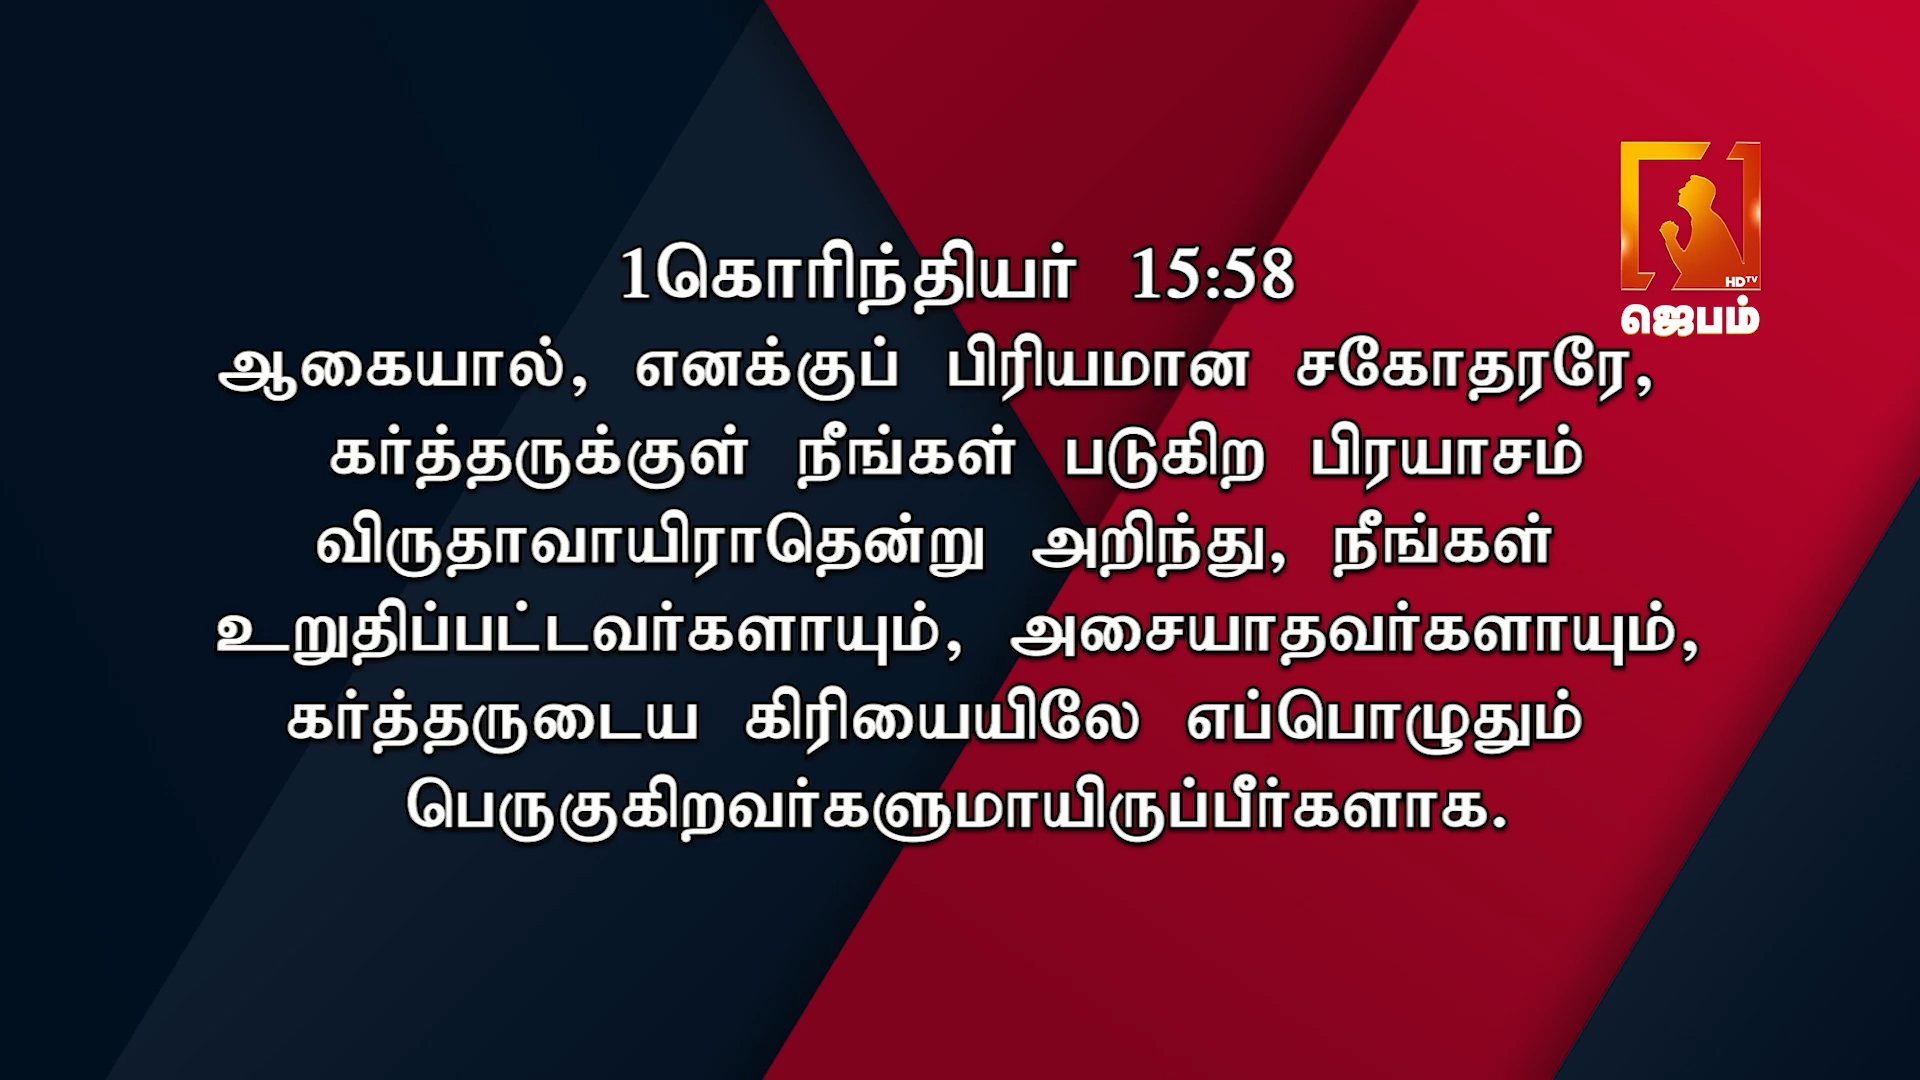 1கொரிந்தியர் 15:58
ஆகையால், எனக்குப் பிரியமான சகோதரரே,
கர்த்தருக்குள் நீங்கள் படுகிற பிரயாசம்
விருதாவாயிராதென்று அறிந்து, நீங்கள்
உறுதிப்பட்டவர்களாயும், அசையாதவர்களாயும்,
கர்த்தருடைய கிரியையிலே எப்பொழுதும்
பெருகுகிறவர்களுமாயிருப்பீர்களாக.
HDTV
ஜெபம்